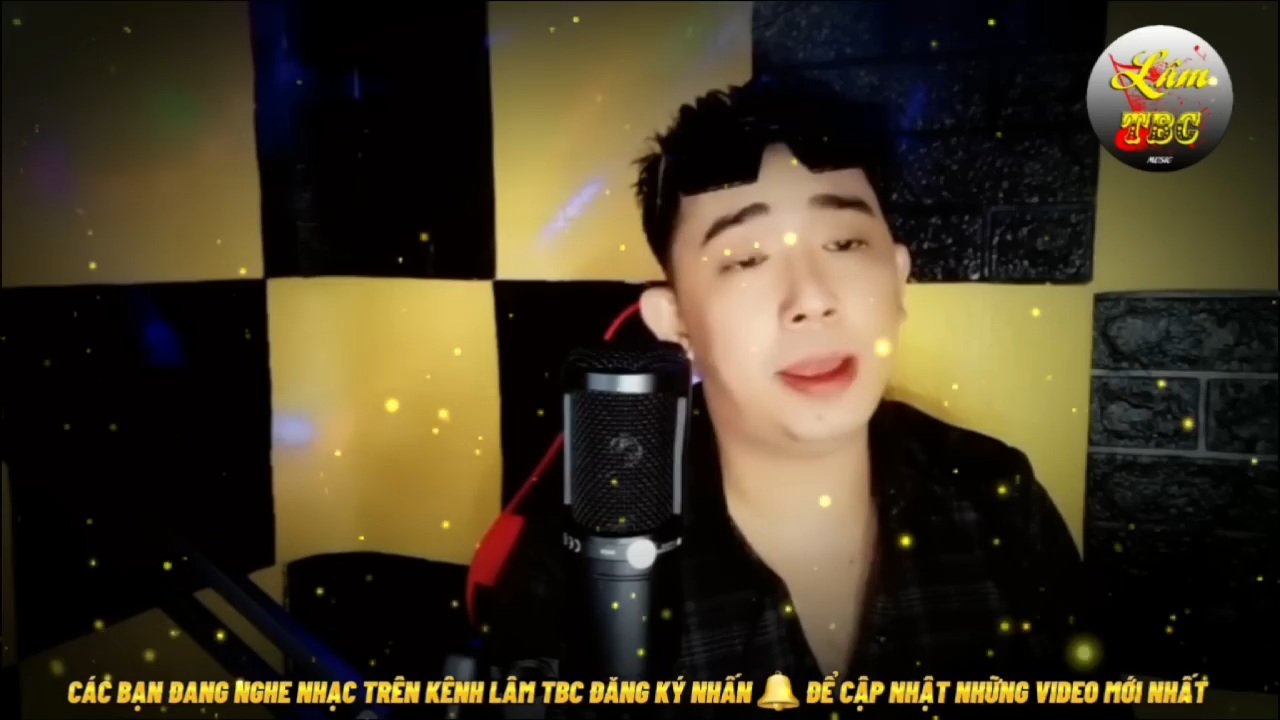 Lâm
TBC
MUSIC
CÁC BẠN ĐANG NGHE NHẠC TRÊN KÊNH LÂM TBC ĐĂNG KÝ NHẤN 🔔 ĐỂ CẬP NHẬT NHỮNG VIDEO MỚI NHẤT